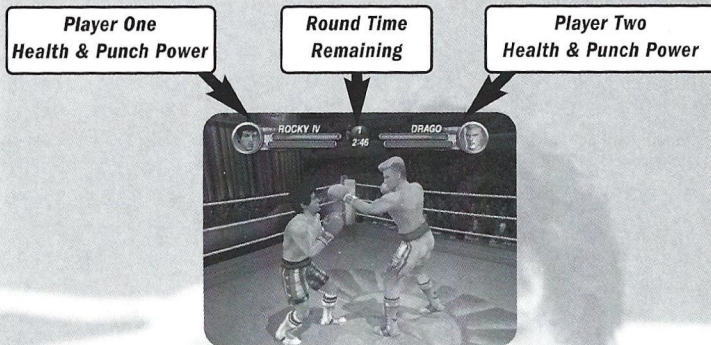 Player One
Health & Punch Power
Round Time
Remaining
Player Two
Health & Punch Power
ROCKY IV
1
DRAGO
2:46